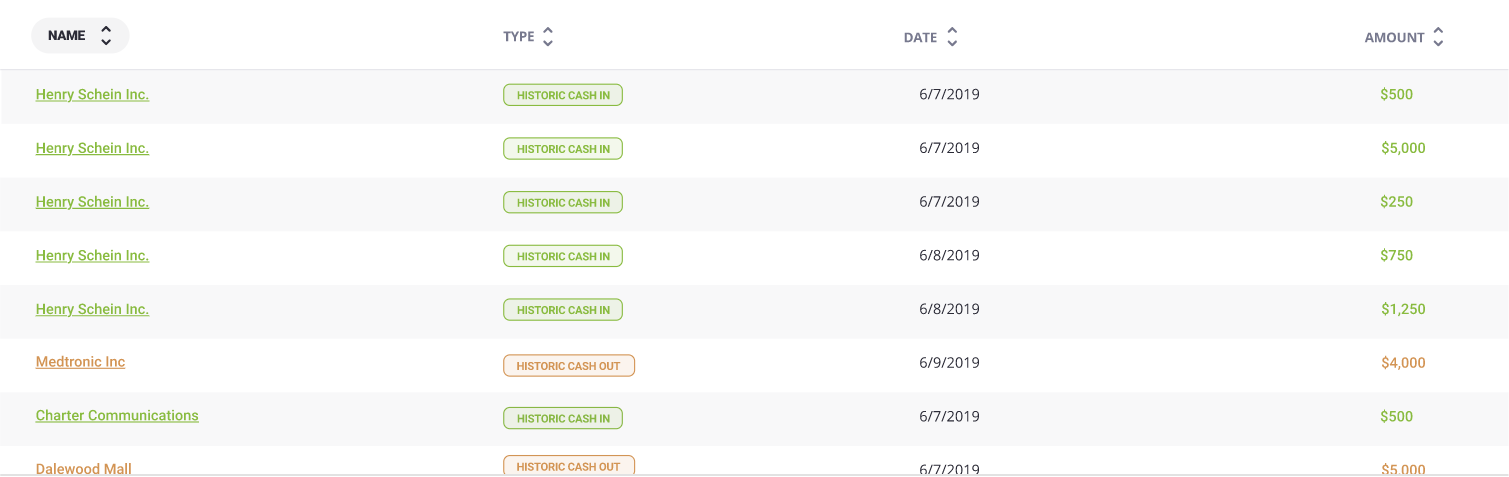 NAME TYPE DATE AMOUNT
Henry Schein Inc. HISTORIC CASH IN 6/7/2019 $500
Henry Schein Inc. HISTORIC CASH IN 6/7/2019 $5,000
Henry Schein Inc. HISTORIC CASH IN 6/7/2019 $250
Henry Schein Inc. HISTORIC CASH IN 6/8/2019 $750
Henry Schein Inc. HISTORIC CASH IN 6/8/2019 $1,250
Medtronic Inc HISTORIC CASH OUT 6/9/2019 $4,000
Charter Communications HISTORIC CASH IN 6/7/2019 $500
Dalewood Mall HISTORIC CASH OUT 6/7/2019 $5,000